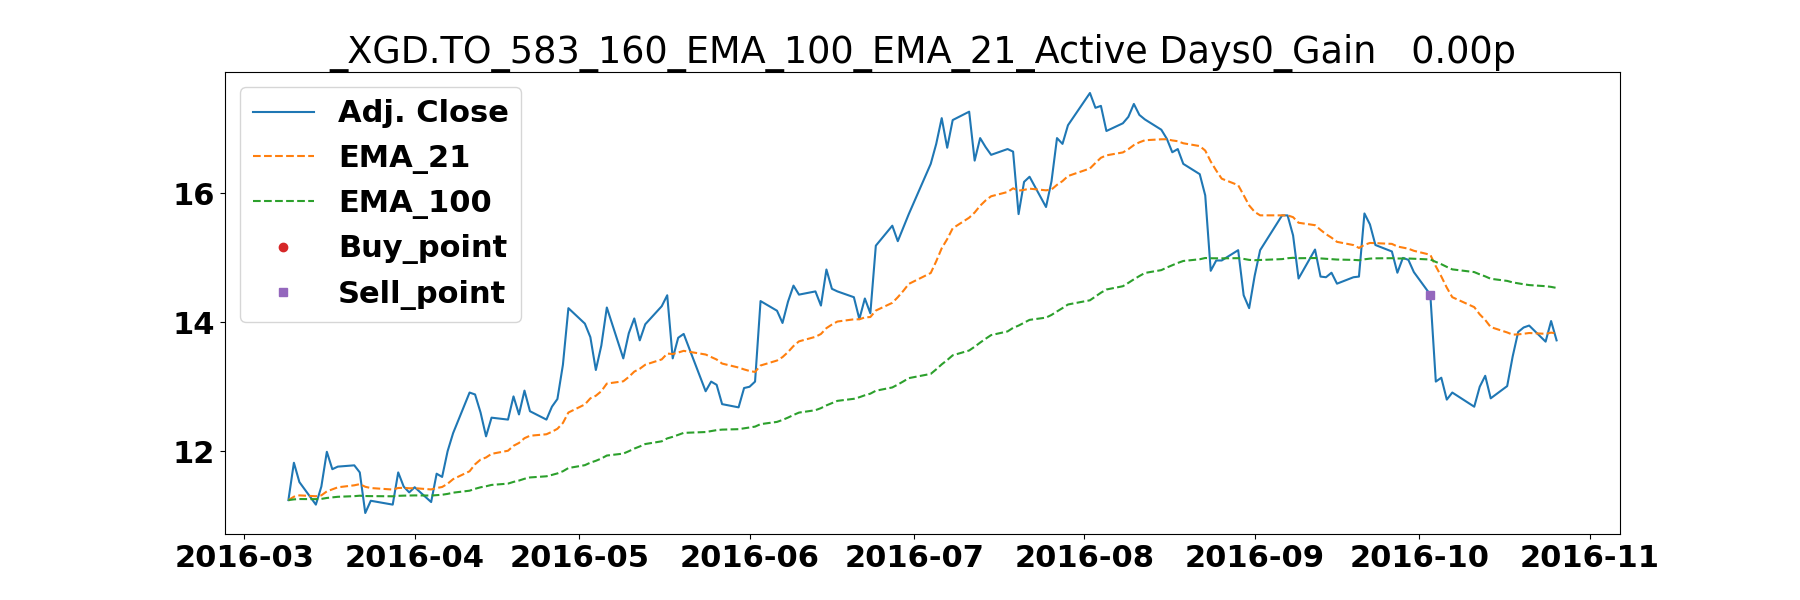 _XGD.TO_583_160_EMA_100_EMA_21_Active Days0_Gain   0.00p
Adj. Close
EMA_21
EMA_100
Buy_point
Sell_point
16
14
12
2016-03 2016-04 2016-05 2016-06 2016-07 2016-08 2016-09 2016-10 2016-11